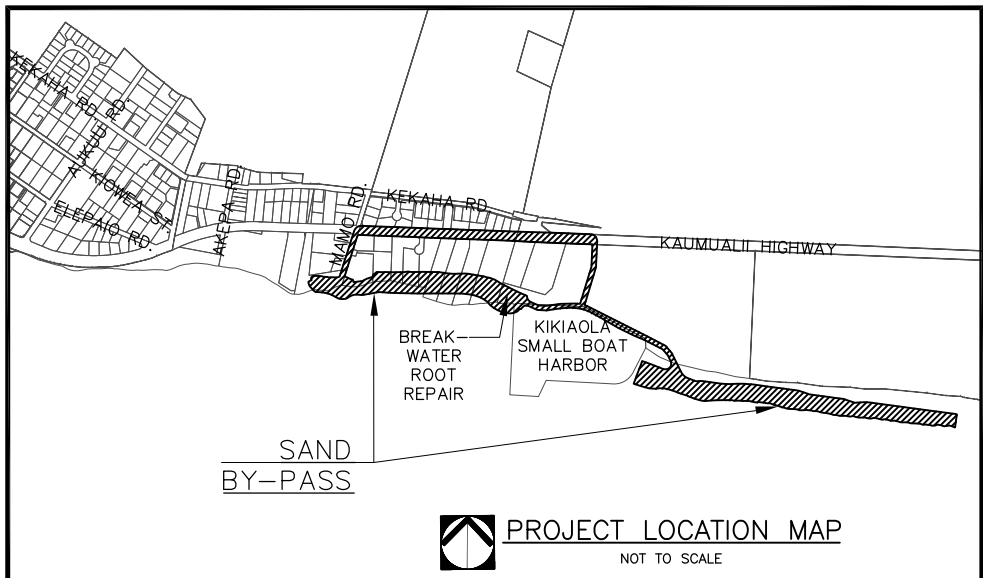 KEKAHA RD.
AUKUU RD.
KIOWEA ST.
ELEPAIO RD.
AKEPA RD.
MAMO RD.
KEKAHA RD
KAUMUALII HIGHWAY
BREAK-
WATER
ROOT
REPAIR
KIKIAOLA
SMALL BOAT
HARBOR
SAND
BY-PASS
PROJECT LOCATION MAP
NOT TO SCALE